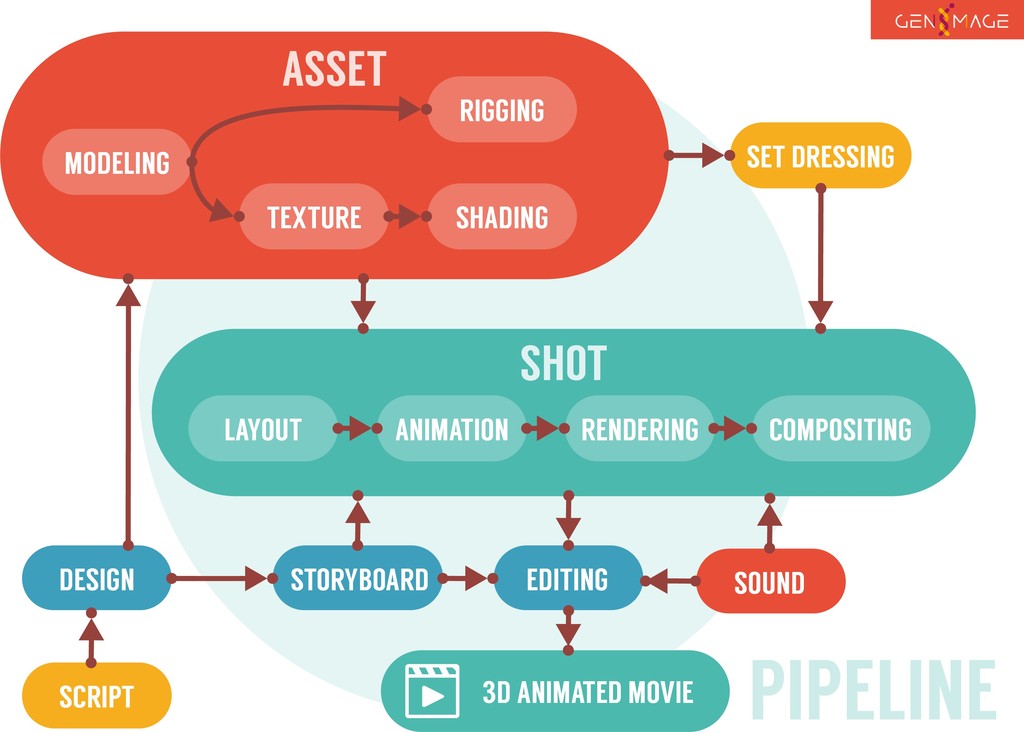 GENIMAGE
ASSET
RIGGING
MODELING
SET DRESSING
TEXTURE
SHADING
SHOT
LAYOUT
ANIMATION
RENDERING
COMPOSITING
DESIGN
STORYBOARD
EDITING
SOUND
SCRIPT
3D ANIMATED MOVIE
PIPELINE